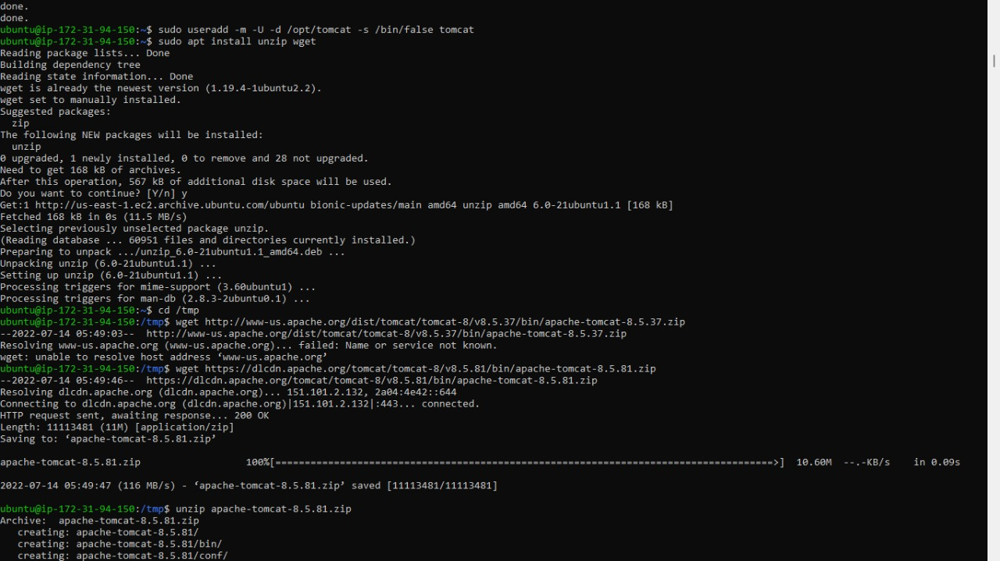 done.
done.
ubuntu@ip-172-31-94-150:~$ sudo useradd -m -U -d /opt/tomcat -s /bin/false tomcat
ubuntu@ip-172-31-94-150:~$ sudo apt install unzip wget
Reading package lists... Done
Building dependency tree
Reading state information... Done
wget is already the newest version (1.19.4-1ubuntu2.2).
wget set to manually installed.
Suggested packages:
  zip
The following NEW packages will be installed:
  unzip
0 upgraded, 1 newly installed, 0 to remove and 28 not upgraded.
Need to get 168 kB of archives.
After this operation, 567 kB of additional disk space will be used.
Do you want to continue? [Y/n] y
Get:1 http://us-east-1.ec2.archive.ubuntu.com/ubuntu bionic-updates/main amd64 unzip amd64 6.0-21ubuntu1.1 [168 kB]
Fetched 168 kB in 0s (11.5 MB/s)
Selecting previously unselected package unzip.
(Reading database ... 60951 files and directories currently installed.)
Preparing to unpack .../unzip_6.0-21ubuntu1.1_amd64.deb ...
Unpacking unzip (6.0-21ubuntu1.1) ...
Setting up unzip (6.0-21ubuntu1.1) ...
Processing triggers for mime-support (3.60ubuntu1) ...
Processing triggers for man-db (2.8.3-2ubuntu0.1) ...
ubuntu@ip-172-31-94-150:~$ cd /tmp
ubuntu@ip-172-31-94-150:/tmp$ wget http://www-us.apache.org/dist/tomcat/tomcat-8/v8.5.37/bin/apache-tomcat-8.5.37.zip
--2022-07-14 05:49:03--  http://www-us.apache.org/dist/tomcat/tomcat-8/v8.5.37/bin/apache-tomcat-8.5.37.zip
Resolving www-us.apache.org (www-us.apache.org)... failed: Name or service not known.
wget: unable to resolve host address ‘www-us.apache.org’
ubuntu@ip-172-31-94-150:/tmp$ wget https://dlcdn.apache.org/tomcat/tomcat-8/v8.5.81/bin/apache-tomcat-8.5.81.zip
--2022-07-14 05:49:46--  https://dlcdn.apache.org/tomcat/tomcat-8/v8.5.81/bin/apache-tomcat-8.5.81.zip
Resolving dlcdn.apache.org (dlcdn.apache.org)... 151.101.2.132, 2a04:4e42::644
Connecting to dlcdn.apache.org (dlcdn.apache.org)|151.101.2.132|:443... connected.
HTTP request sent, awaiting response... 200 OK
Length: 11113481 (11M) [application/zip]
Saving to: ‘apache-tomcat-8.5.81.zip’
apache-tomcat-8.5.81.zip                  100%[=====================================================================================>]  10.60M  --.-KB/s    in 0.09s
2022-07-14 05:49:47 (116 MB/s) - ‘apache-tomcat-8.5.81.zip’ saved [11113481/11113481]
ubuntu@ip-172-31-94-150:/tmp$ unzip apache-tomcat-8.5.81.zip
Archive:  apache-tomcat-8.5.81.zip
   creating: apache-tomcat-8.5.81/
   creating: apache-tomcat-8.5.81/bin/
   creating: apache-tomcat-8.5.81/conf/